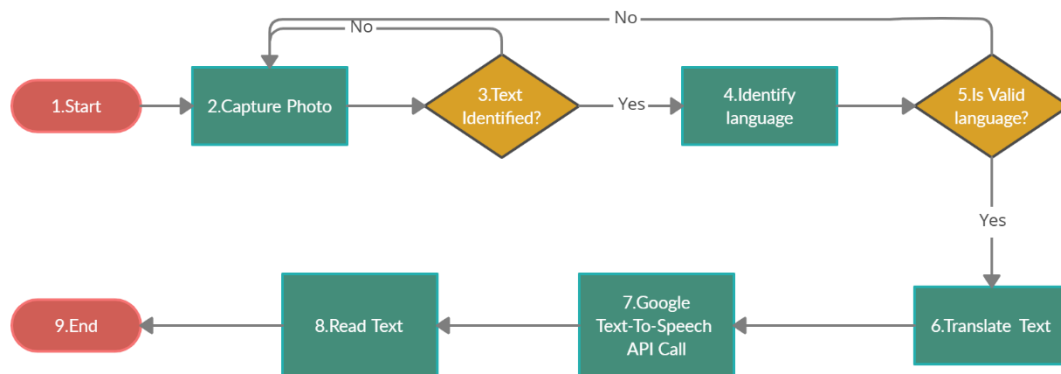 No
No
1.Start
2.Capture Photo
3.Text
Identified?
Yes
4.Identify
language
5.Is Valid
language?
Yes
6.Translate Text
7.Google
Text-To-Speech
API Call
8.Read Text
9.End